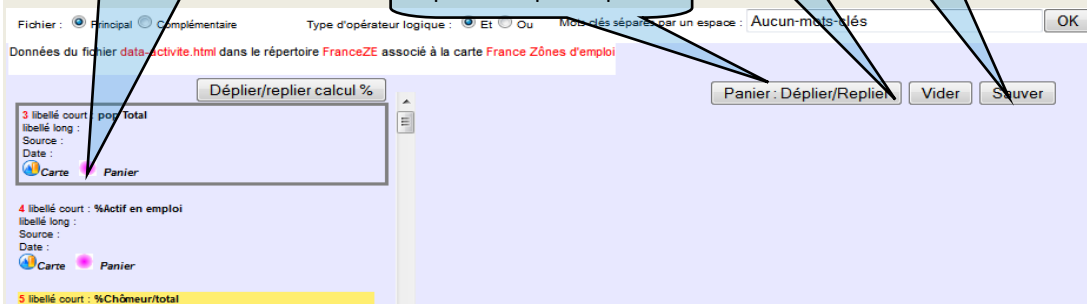 Fichier : Principal Complémentaire Type d'opérateur logique : Et Ou Mots clés séparés par un espace : Aucun-mots-clés OK
Données du fichier data-activite.html dans le répertoire FranceZE associé à la carte France Zônes d'emploi
Déplier/replier calcul % Panier : Déplier/Replier Vider Sauver
3 libellé court : pop Total
libellé long :
Source :
Date :
Carte Panier
4 libellé court : %Actif en emploi
libellé long :
Source :
Date :
Carte Panier
5 libellé court : %Chômeur/total